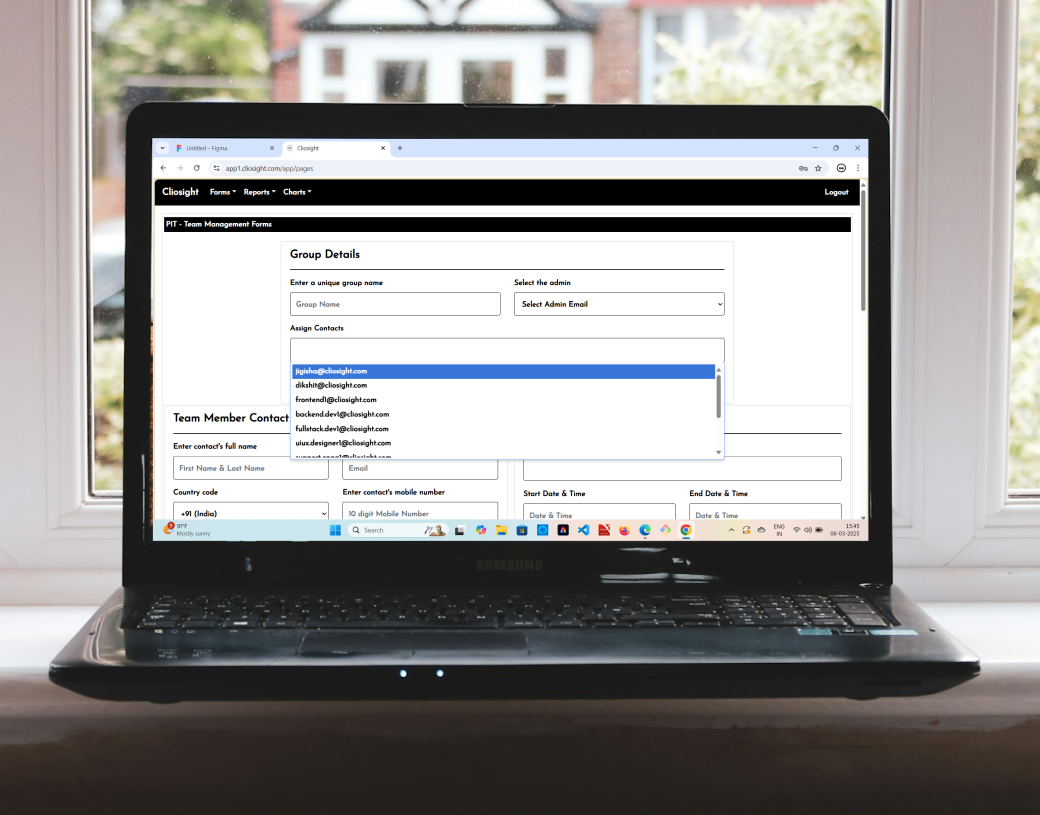 Untitled - Figma
Cliosight
app1.cliosight.com/app/pages
Cliosight Forms Reports Charts Logout
PIT - Team Management Forms
Group Details
Enter a unique group name Select the admin
Group Name Select Admin Email
Assign Contacts
jigisha@cliosight.com
dikshit@cliosight.com
frontend1@cliosight.com
backend.dev1@cliosight.com
fullstack.dev1@cliosight.com
uiux.designer1@cliosight.com
Team Member Contact
Enter contact's full name
First Name & Last Name Email
Country code Enter contact's mobile number Start Date & Time End Date & Time
+91 (India) 10 digit Mobile Number Date & Time Date & Time
91°F
Mostly sunny
Search
ENG
IN
15:45
06-03-2025
SAMSUNG